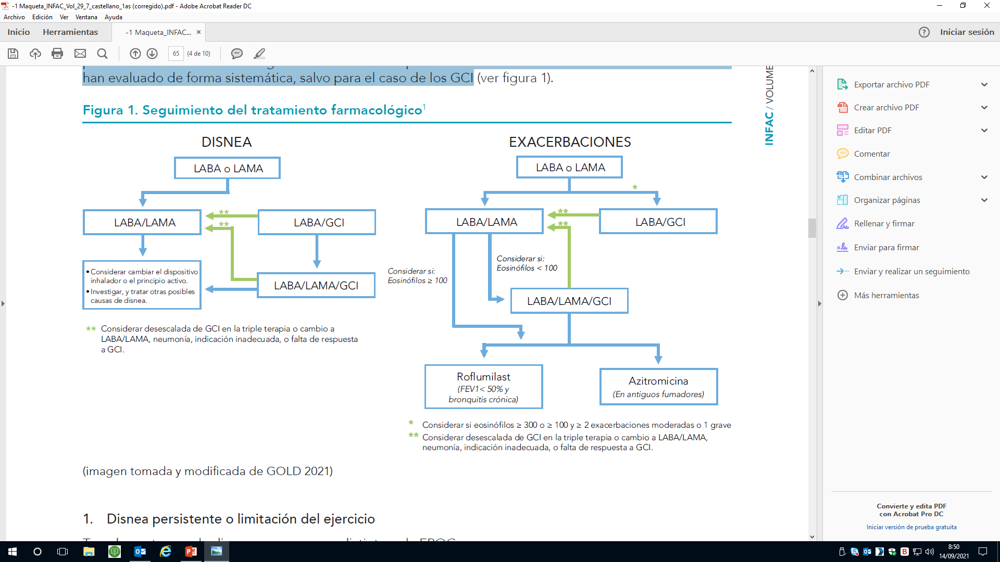 -1 Maqueta_INFAC_Vol_29_7_castellano_1as (corregido).pdf - Adobe Acrobat Reader DC
Archivo Edición Ver Ventana Ayuda
Inicio Herramientas -1 Maqueta_INFAC... × Iniciar sesión
65 (4 de 10)
han evaluado de forma sistemática, salvo para el caso de los GCI (ver figura 1).
INFAC / VOLUME
Figura 1. Seguimiento del tratamiento farmacológico1
DISNEA
LABA o LAMA
LABA/LAMA
**
**
LABA/GCI
• Considerar cambiar el dispositivo
inhalador o el principio activo.
• Investigar, y tratar otras posibles
causas de disnea.
LABA/LAMA/GCI
** Considerar desescalada de GCI en la triple terapia o cambio a
LABA/LAMA, neumonía, indicación inadecuada, o falta de respuesta
a GCI.
EXACERBACIONES
LABA o LAMA
*
LABA/LAMA
**
**
LABA/GCI
Considerar si:
Eosinófilos ≥ 100
Considerar si:
Eosinófilos < 100
LABA/LAMA/GCI
Roflumilast
(FEV1< 50% y
bronquitis crónica)
Azitromicina
(En antiguos fumadores)
* Considerar si eosinófilos ≥ 300 o ≥ 100 y ≥ 2 exacerbaciones moderadas o 1 grave
** Considerar desescalada de GCI en la triple terapia o cambio a LABA/LAMA,
neumonía, indicación inadecuada, o falta de respuesta a GCI.
(imagen tomada y modificada de GOLD 2021)
1. Disnea persistente o limitación del ejercicio
Exportar archivo PDF
Crear archivo PDF
Editar PDF
Comentar
Combinar archivos
Organizar páginas
Rellenar y firmar
Enviar para firmar
Enviar y realizar un seguimiento
Más herramientas
Convierte y edita PDF
con Acrobat Pro DC
Iniciar versión de prueba gratuita
8:50
14/09/2021